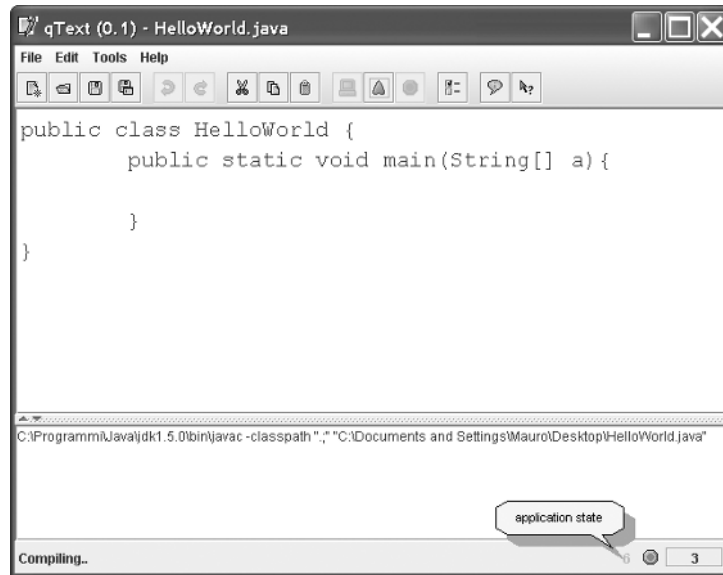 qText (0.1) - HelloWorld.java
File Edit Tools Help
public class HelloWorld {
public static void main(String[] a){
}
}
C:\Programmi\Java\jdk1.5.0\bin\javac -classpath ".;" "C:\Documents and Settings\Mauro\Desktop\HelloWorld.java"
application state
Compiling.. 6 3